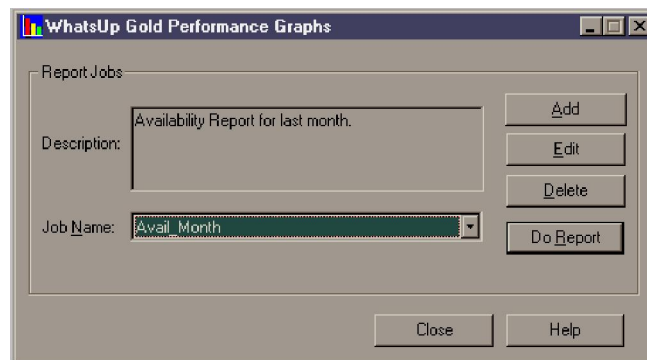 WhatsUp Gold Performance Graphs
Report Jobs
Description:
Availability Report for last month.
Add
Edit
Delete
Job Name:
Avail_Month
Do Report
Close
Help